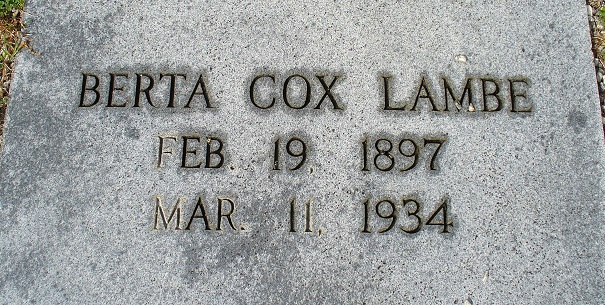 BERTA COX LAMBE
FEB. 19, 1897
MAR. 11, 1934